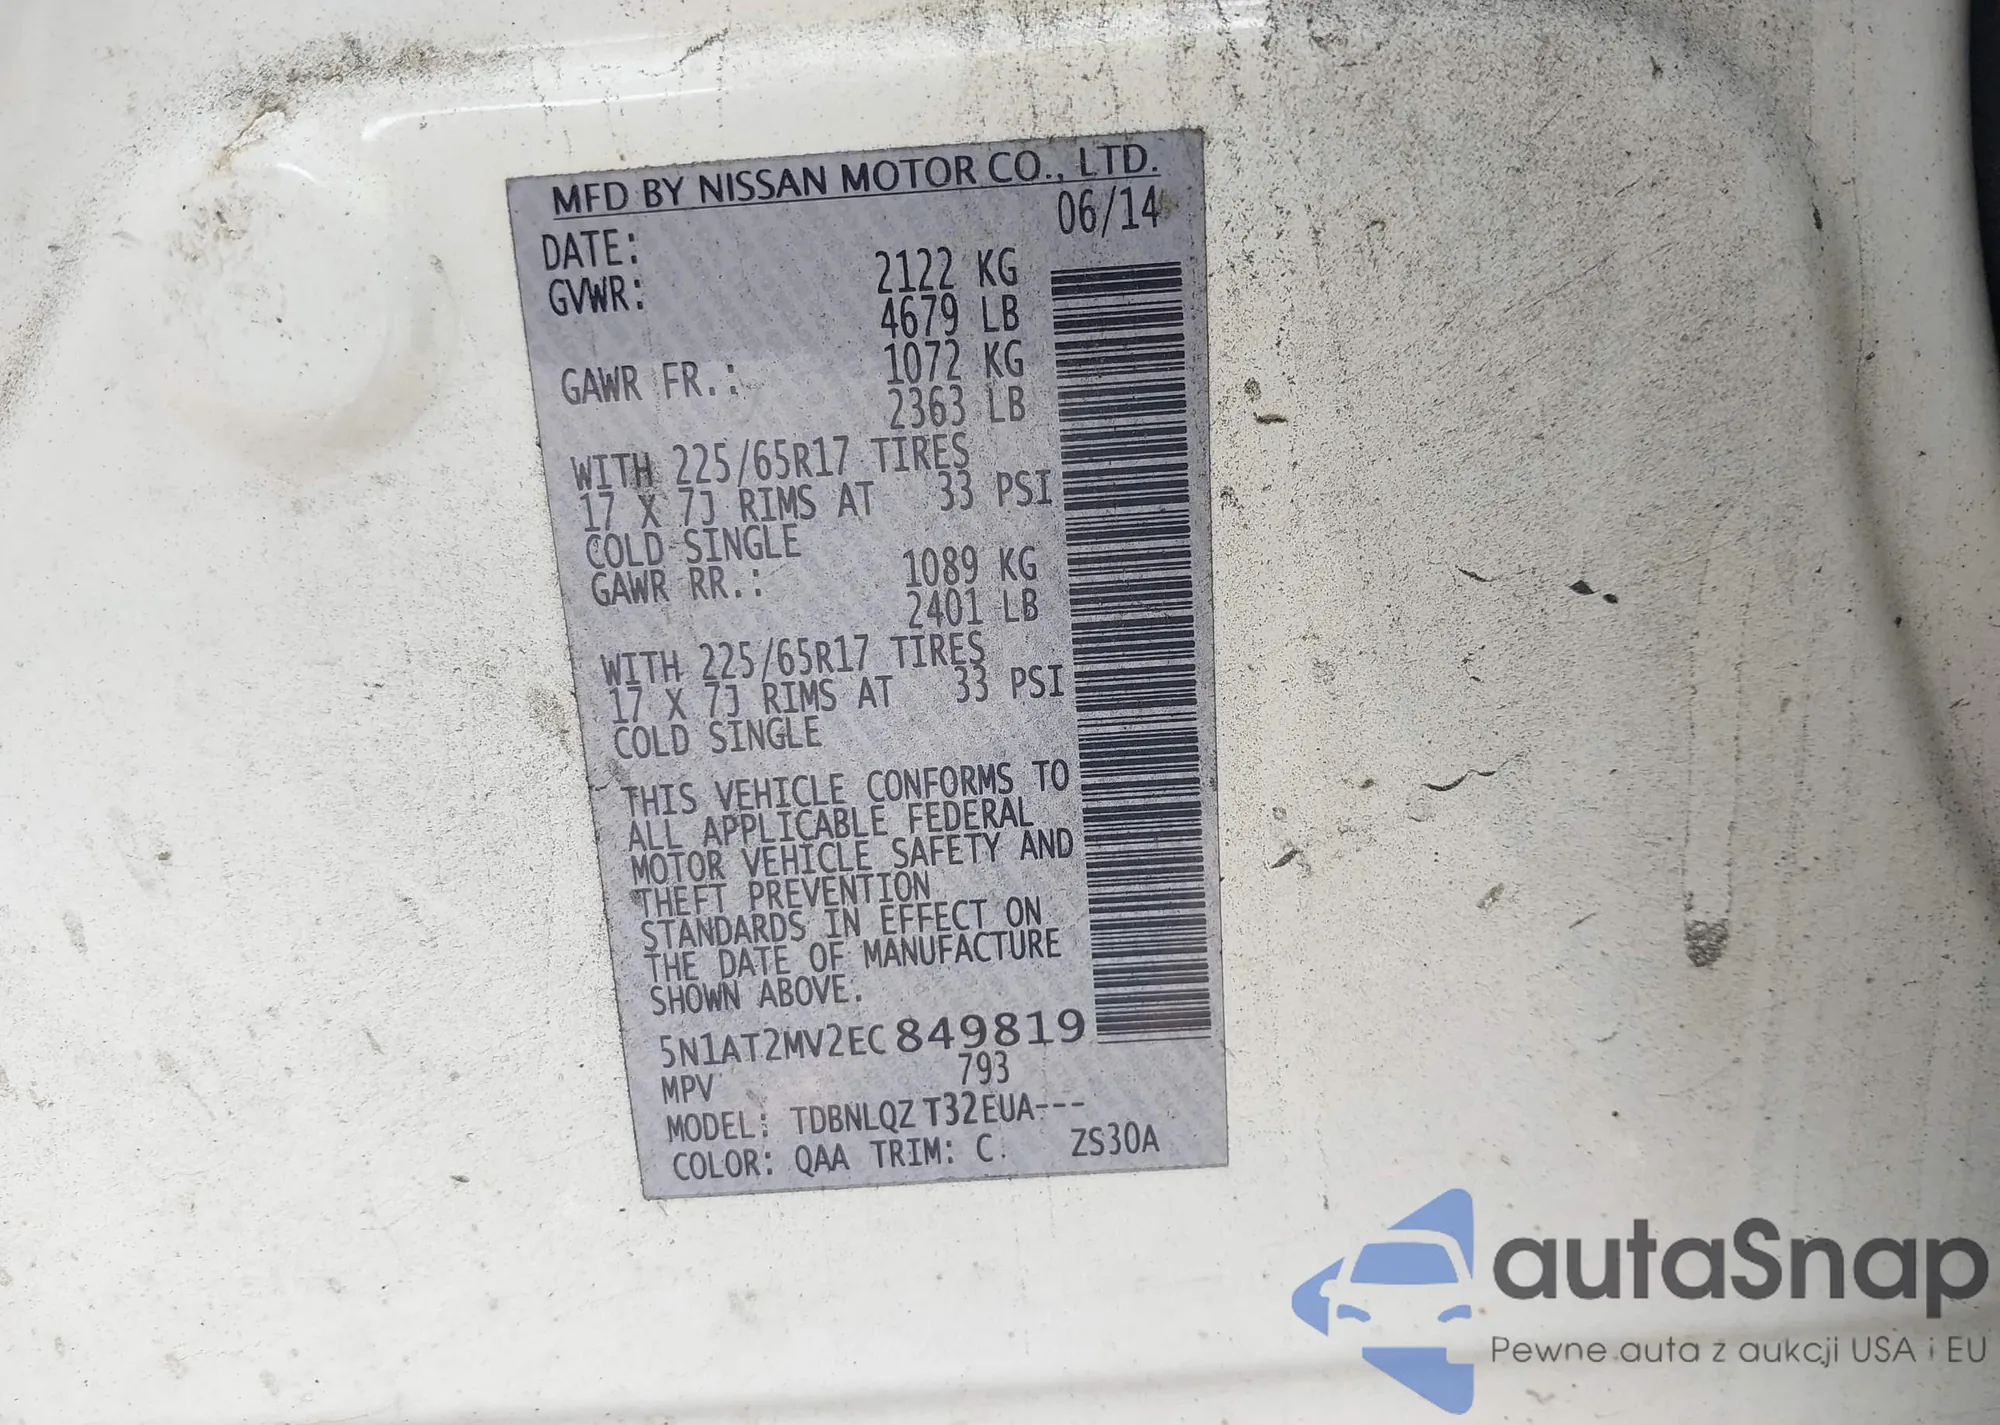 MFD BY NISSAN MOTOR CO., LTD.
DATE: 06/14
GVWR: 2122 KG
4679 LB
GAWR FR.: 1072 KG
2363 LB
WITH 225/65R17 TIRES
17 X 7J RIMS AT 33 PSI
COLD SINGLE
GAWR RR.: 1089 KG
2401 LB
WITH 225/65R17 TIRES
17 X 7J RIMS AT 33 PSI
COLD SINGLE
THIS VEHICLE CONFORMS TO
ALL APPLICABLE FEDERAL
MOTOR VEHICLE SAFETY AND
THEFT PREVENTION
STANDARDS IN EFFECT ON
THE DATE OF MANUFACTURE
SHOWN ABOVE.
5N1AT2MV2EC849819
MPV 793
MODEL: TDBNLQZ T32EUA---
COLOR: QAA TRIM: C ZS30A
autaSnap
Pewne auta z aukcji USA i EU